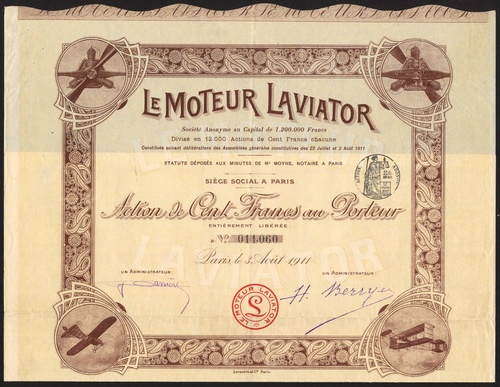 LE MOTEUR LAVIATOR
Société Anonyme au Capital de 1.200.000 Francs
Divisé en 12.000 Actions de Cent Francs chacune
Constituée suivant délibérations des Assemblées générales constitutives des 22 Juillet et 2 Août 1911
STATUTS DÉPOSÉS AUX MINUTES DE Me MOYNE, NOTAIRE A PARIS
SIÈGE SOCIAL A PARIS
Action de Cent Francs au Porteur
ENTIÈREMENT LIBÉRÉE
No 011,060
Paris, le 3 Août 1911
UN ADMINISTRATEUR:
UN ADMINISTRATEUR:
LE MOTEUR LAVIATOR
H. Berrye